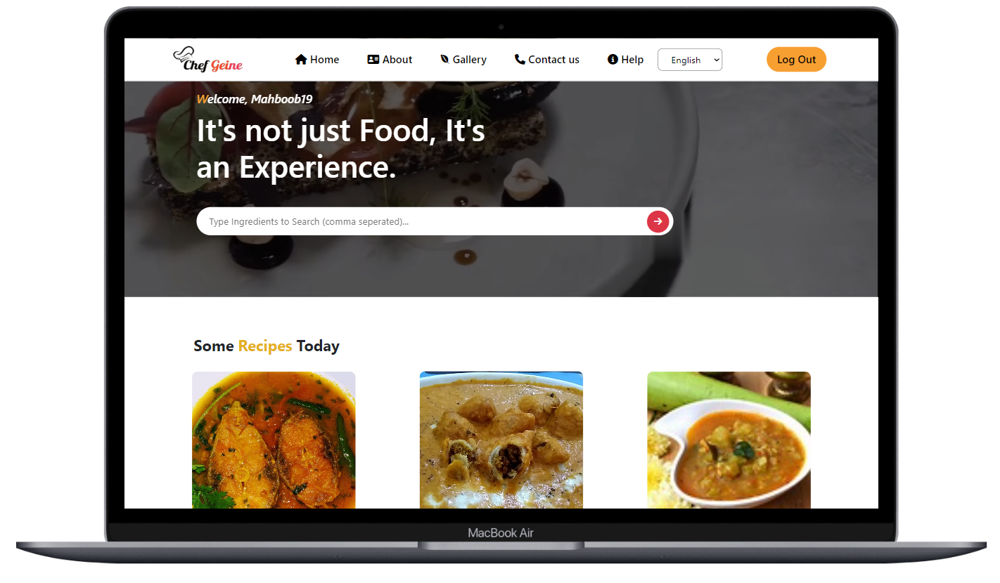 Chef Geine
Home
About
Gallery
Contact us
Help
English
Log Out
Welcome, Mahboob19
It's not just Food, It's
an Experience.
Type Ingredients to Search (comma seperated)...
Some Recipes Today
MacBook Air